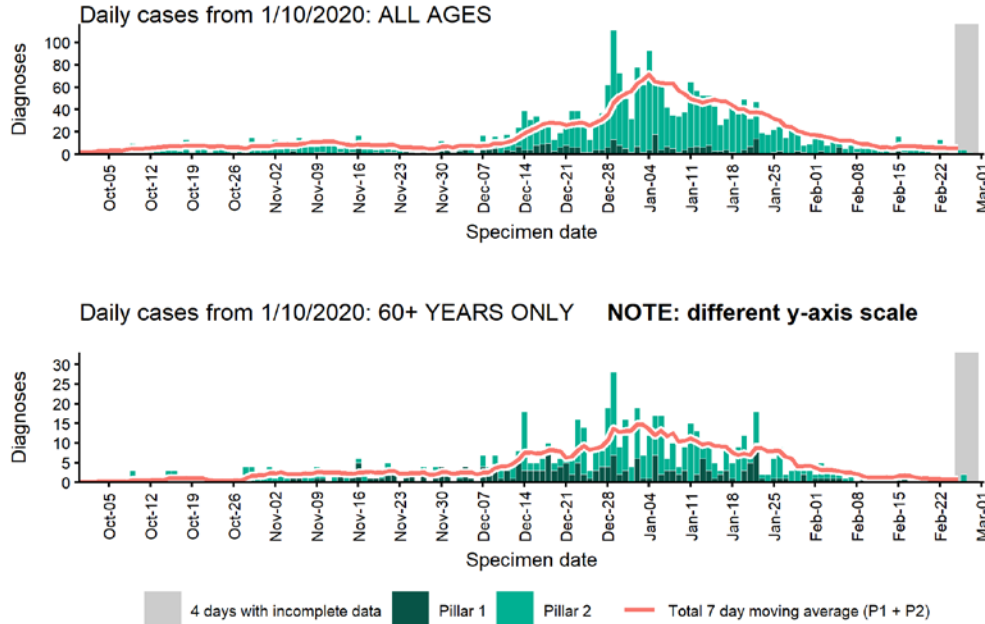 Daily cases from 1/10/2020: ALL AGES
Diagnoses
100
80
60
40
20
0
Oct-05 Oct-12 Oct-19 Oct-26 Nov-02 Nov-09 Nov-16 Nov-23 Nov-30 Dec-07 Dec-14 Dec-21 Dec-28 Jan-04 Jan-11 Jan-18 Jan-25 Feb-01 Feb-08 Feb-15 Feb-22 Mar-01
Specimen date
Daily cases from 1/10/2020: 60+ YEARS ONLY NOTE: different y-axis scale
Diagnoses
30
25
20
15
10
5
0
Oct-05 Oct-12 Oct-19 Oct-26 Nov-02 Nov-09 Nov-16 Nov-23 Nov-30 Dec-07 Dec-14 Dec-21 Dec-28 Jan-04 Jan-11 Jan-18 Jan-25 Feb-01 Feb-08 Feb-15 Feb-22 Mar-01
Specimen date
4 days with incomplete data Pillar 1 Pillar 2 Total 7 day moving average (P1 + P2)